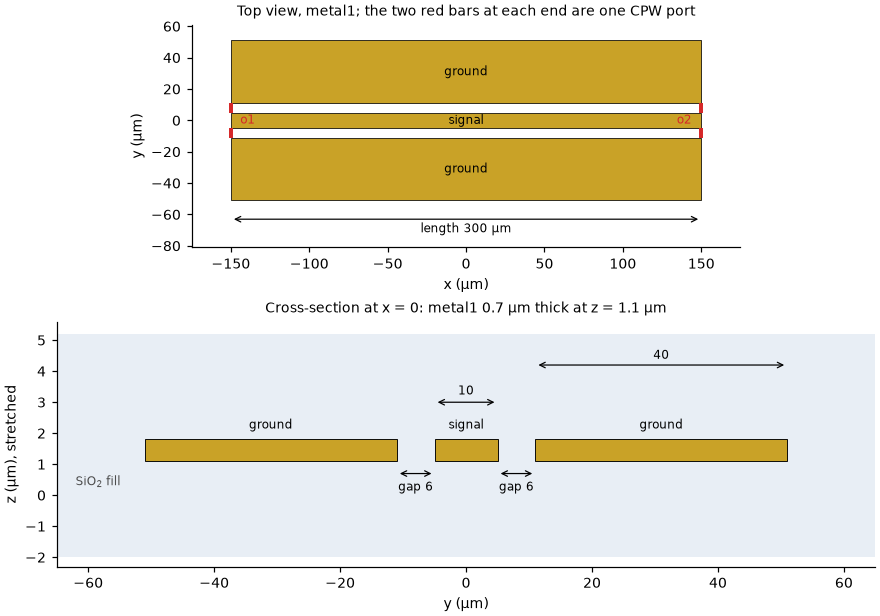 Top view, metal1; the two red bars at each end are one CPW port
60
40
20
0
−20
−40
−60
−80
y (μm)
ground
o1
signal
o2
ground
length 300 μm
−150
−100
−50
0
50
100
150
x (μm)
Cross-section at x = 0: metal1 0.7 μm thick at z = 1.1 μm
5
4
3
2
1
0
−1
−2
z (μm), stretched
40
10
ground
signal
ground
gap 6
gap 6
SiO₂ fill
−60
−40
−20
0
20
40
60
y (μm)